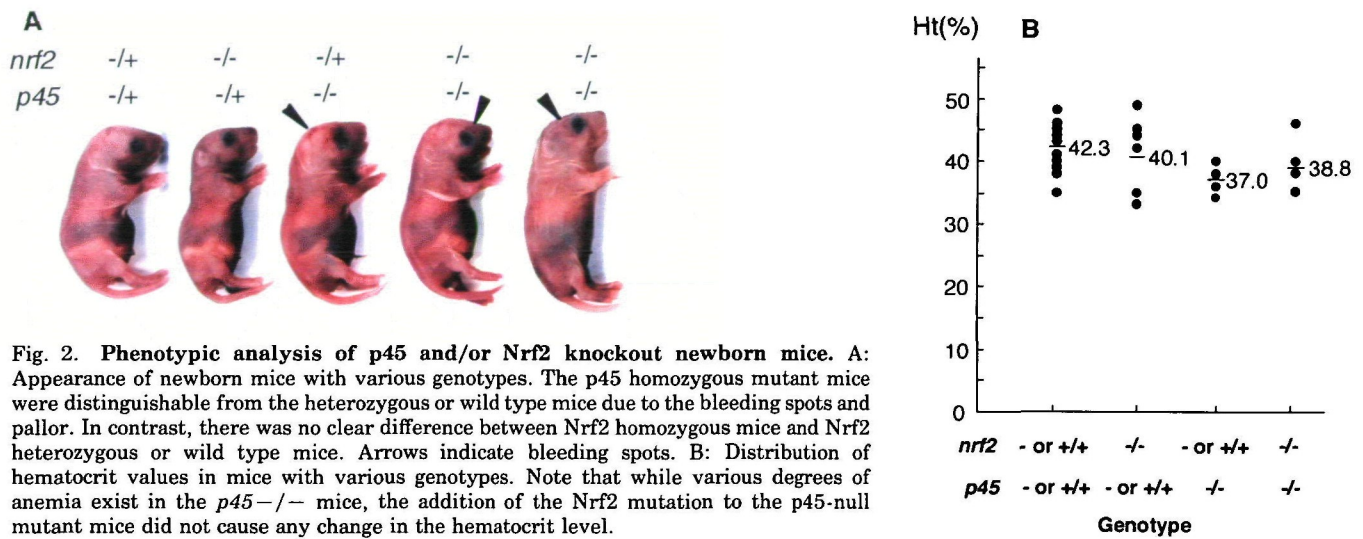 A
nrf2 -/+ -/- -/+ -/- -/-
p45 -/+ -/+ -/- -/- -/-
Fig. 2. Phenotypic analysis of p45 and/or Nrf2 knockout newborn mice. A:
Appearance of newborn mice with various genotypes. The p45 homozygous mutant mice
were distinguishable from the heterozygous or wild type mice due to the bleeding spots and
pallor. In contrast, there was no clear difference between Nrf2 homozygous mice and Nrf2
heterozygous or wild type mice. Arrows indicate bleeding spots. B: Distribution of
hematocrit values in mice with various genotypes. Note that while various degrees of
anemia exist in the p45−/− mice, the addition of the Nrf2 mutation to the p45-null
mutant mice did not cause any change in the hematocrit level.
Ht(%) B
50
40
30
20
10
0
42.3
40.1
37.0
38.8
nrf2 - or +/+ -/- - or +/+ -/-
p45 - or +/+ - or +/+ -/- -/-
Genotype